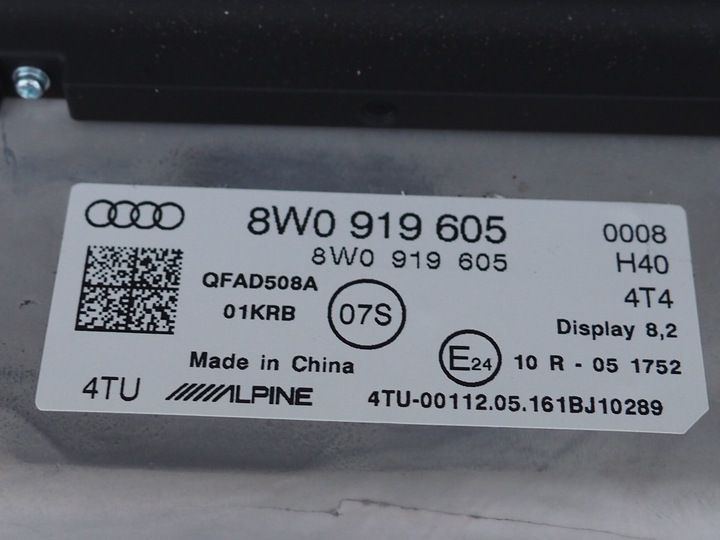 8W0 919 605 0008
8W0 919 605 H40
QFAD508A 4T4
01KRB 07S Display 8,2
Made in China E24 10 R - 05 1752
4TU ALPINE 4TU-00112.05.161BJ10289